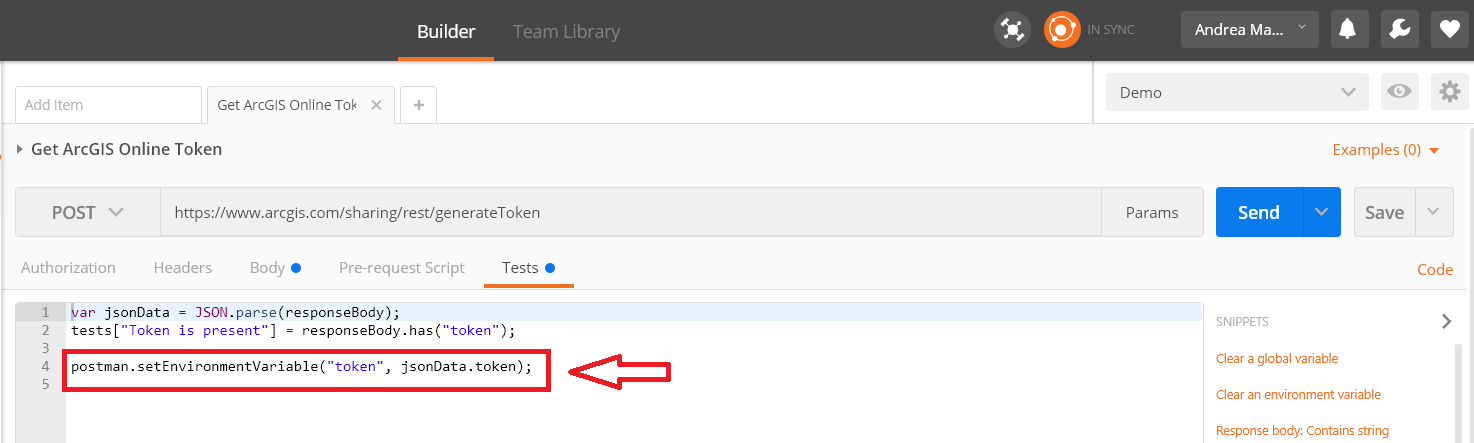 Builder
Team Library
IN SYNC
Andrea Ma...
Add Item
Get ArcGIS Online Tok
Demo
Get ArcGIS Online Token
Examples (0)
POST
https://www.arcgis.com/sharing/rest/generateToken
Params
Send
Save
Authorization
Headers
Body
Pre-request Script
Tests
Code
1 var jsonData = JSON.parse(responseBody);
2 tests["Token is present"] = responseBody.has("token");
3
4 postman.setEnvironmentVariable("token", jsonData.token);
5
SNIPPETS
Clear a global variable
Clear an environment variable
Response body: Contains string